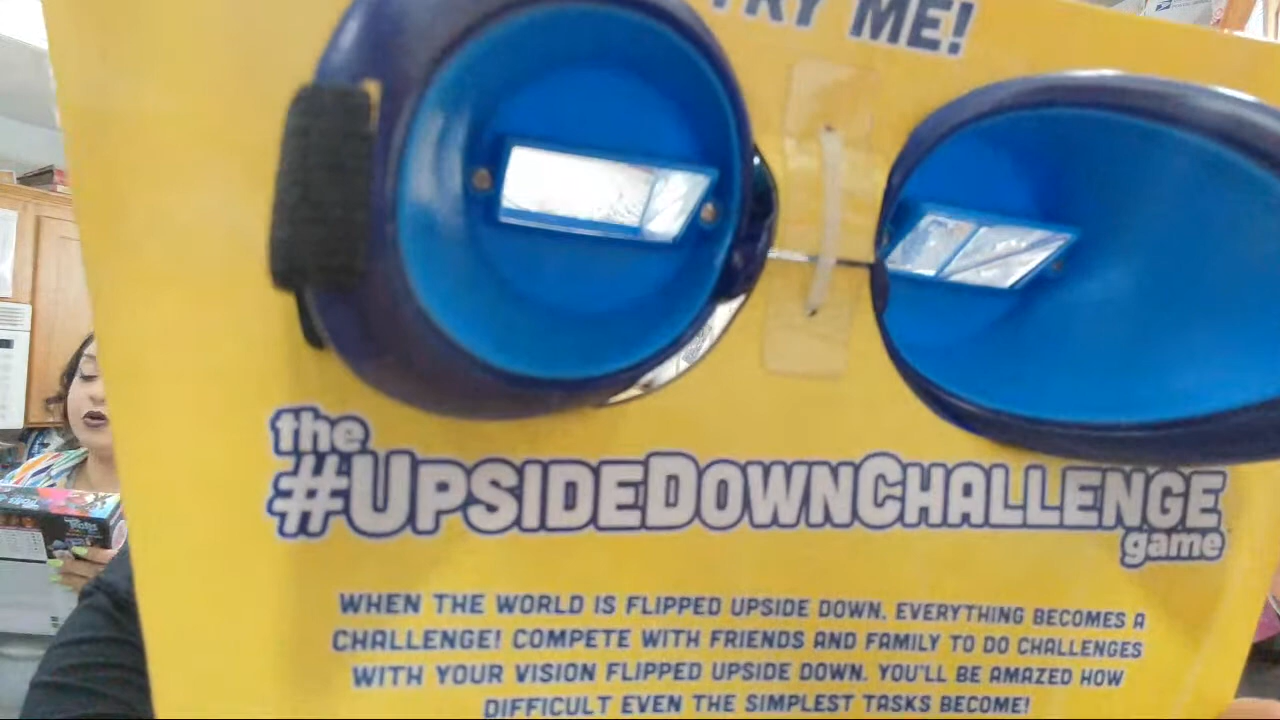 TRY ME!
the
#UPSIDEDOWNCHALLENGE
game
WHEN THE WORLD IS FLIPPED UPSIDE DOWN, EVERYTHING BECOMES A
CHALLENGE! COMPETE WITH FRIENDS AND FAMILY TO DO CHALLENGES
WITH YOUR VISION FLIPPED UPSIDE DOWN. YOU'LL BE AMAZED HOW
DIFFICULT EVEN THE SIMPLEST TASKS BECOME!